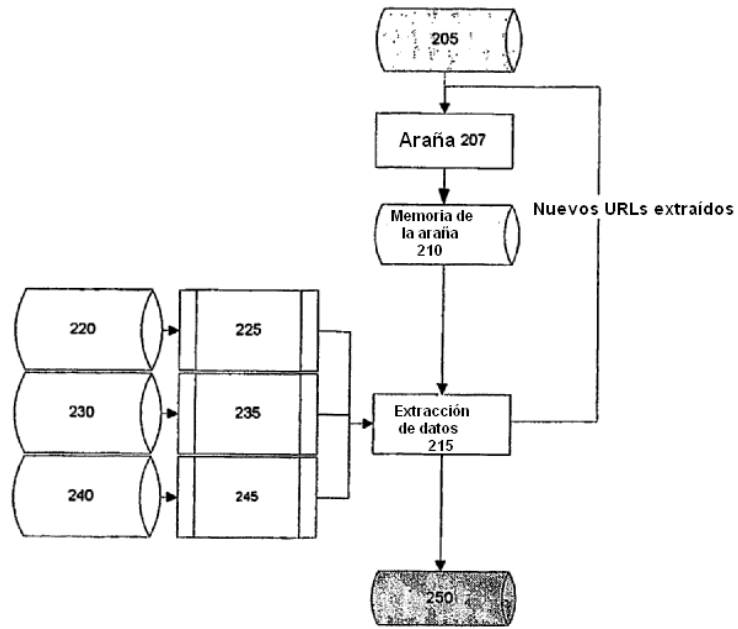 205
Araña 207
Memoria de
la araña
210
Nuevos URLs extraídos
220
225
230
235
Extracción
de datos
215
240
245
250